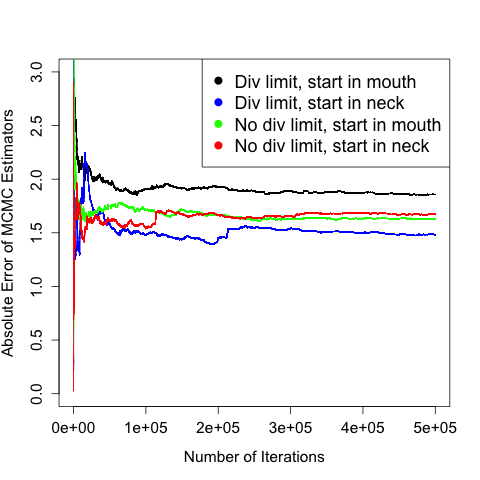 Div limit, start in mouth
Div limit, start in neck
No div limit, start in mouth
No div limit, start in neck
Absolute Error of MCMC Estimators
3.0
2.5
2.0
1.5
1.0
0.5
0.0
0e+00 1e+05 2e+05 3e+05 4e+05 5e+05
Number of Iterations